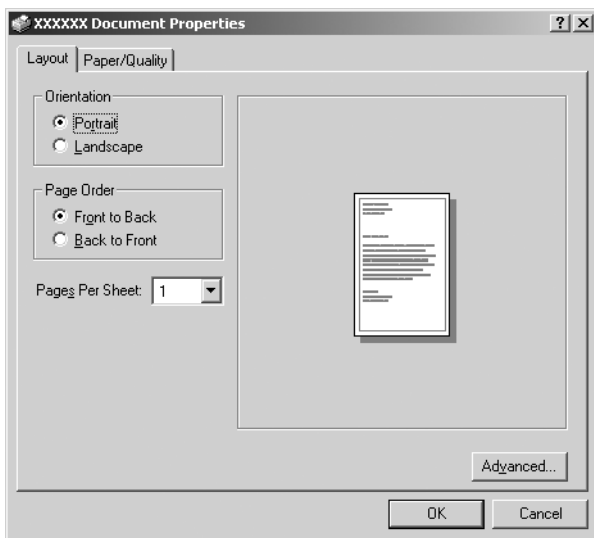 XXXXXX Document Properties
Layout
Paper/Quality
Orientation
Portrait
Landscape
Page Order
Front to Back
Back to Front
Pages Per Sheet: 1
Advanced...
OK
Cancel